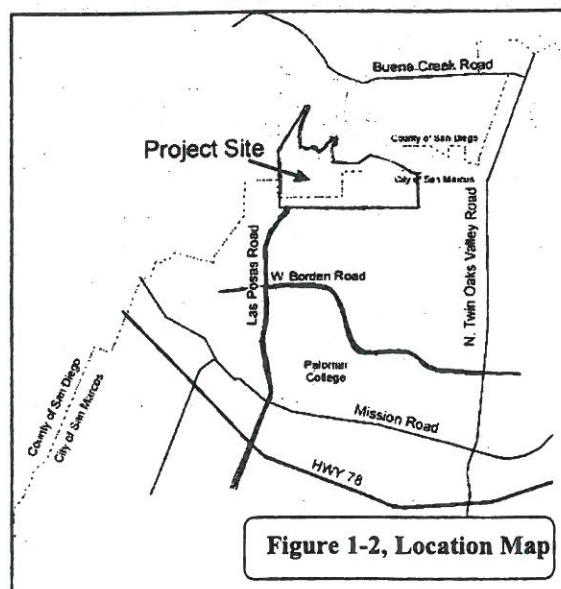 Buena Creek Road
County of San Diego
Project Site
City of San Marcos
Las Posas Road
N. Twin Oaks Valley Road
W Borden Road
Palomar
College
County of San Diego
City of San Marcos
Mission Road
HWY 78
Figure 1-2, Location Map